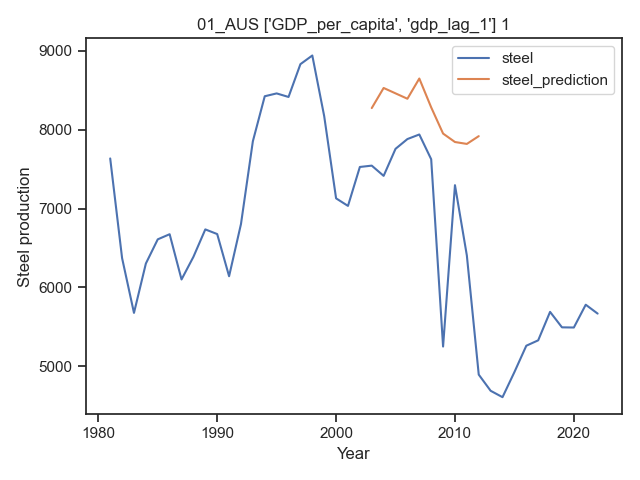 01_AUS ['GDP_per_capita', 'gdp_lag_1'] 1
steel
steel_prediction
Steel production
9000
8000
7000
6000
5000
1980
1990
2000
2010
2020
Year